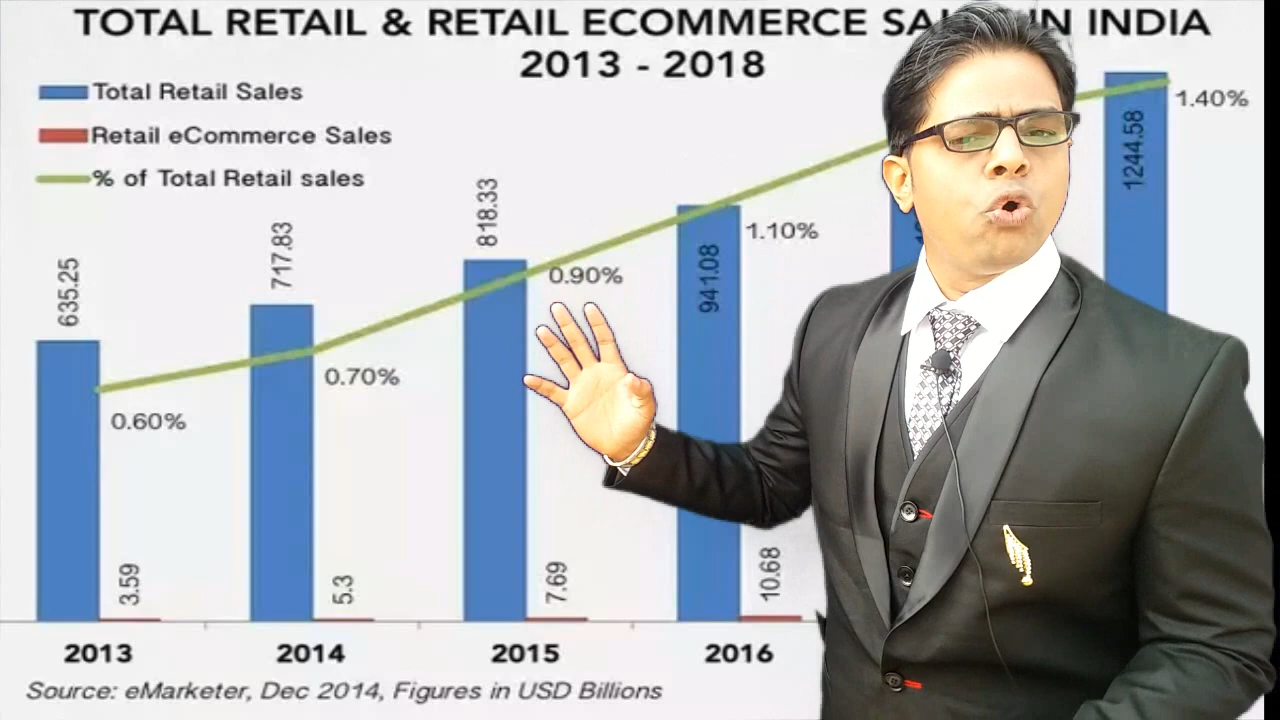 TOTAL RETAIL & RETAIL ECOMMERCE IN INDIA
2013 - 2018
Total Retail Sales
Retail eCommerce Sales
% of Total Retail sales
1.40%
1244.58
818.33
717.83
635.25
1.10%
941.08
0.90%
0.70%
0.60%
3.59
5.3
7.69
10.68
2013 2014 2015 2016
Source: eMarketer, Dec 2014, Figures in USD Billions